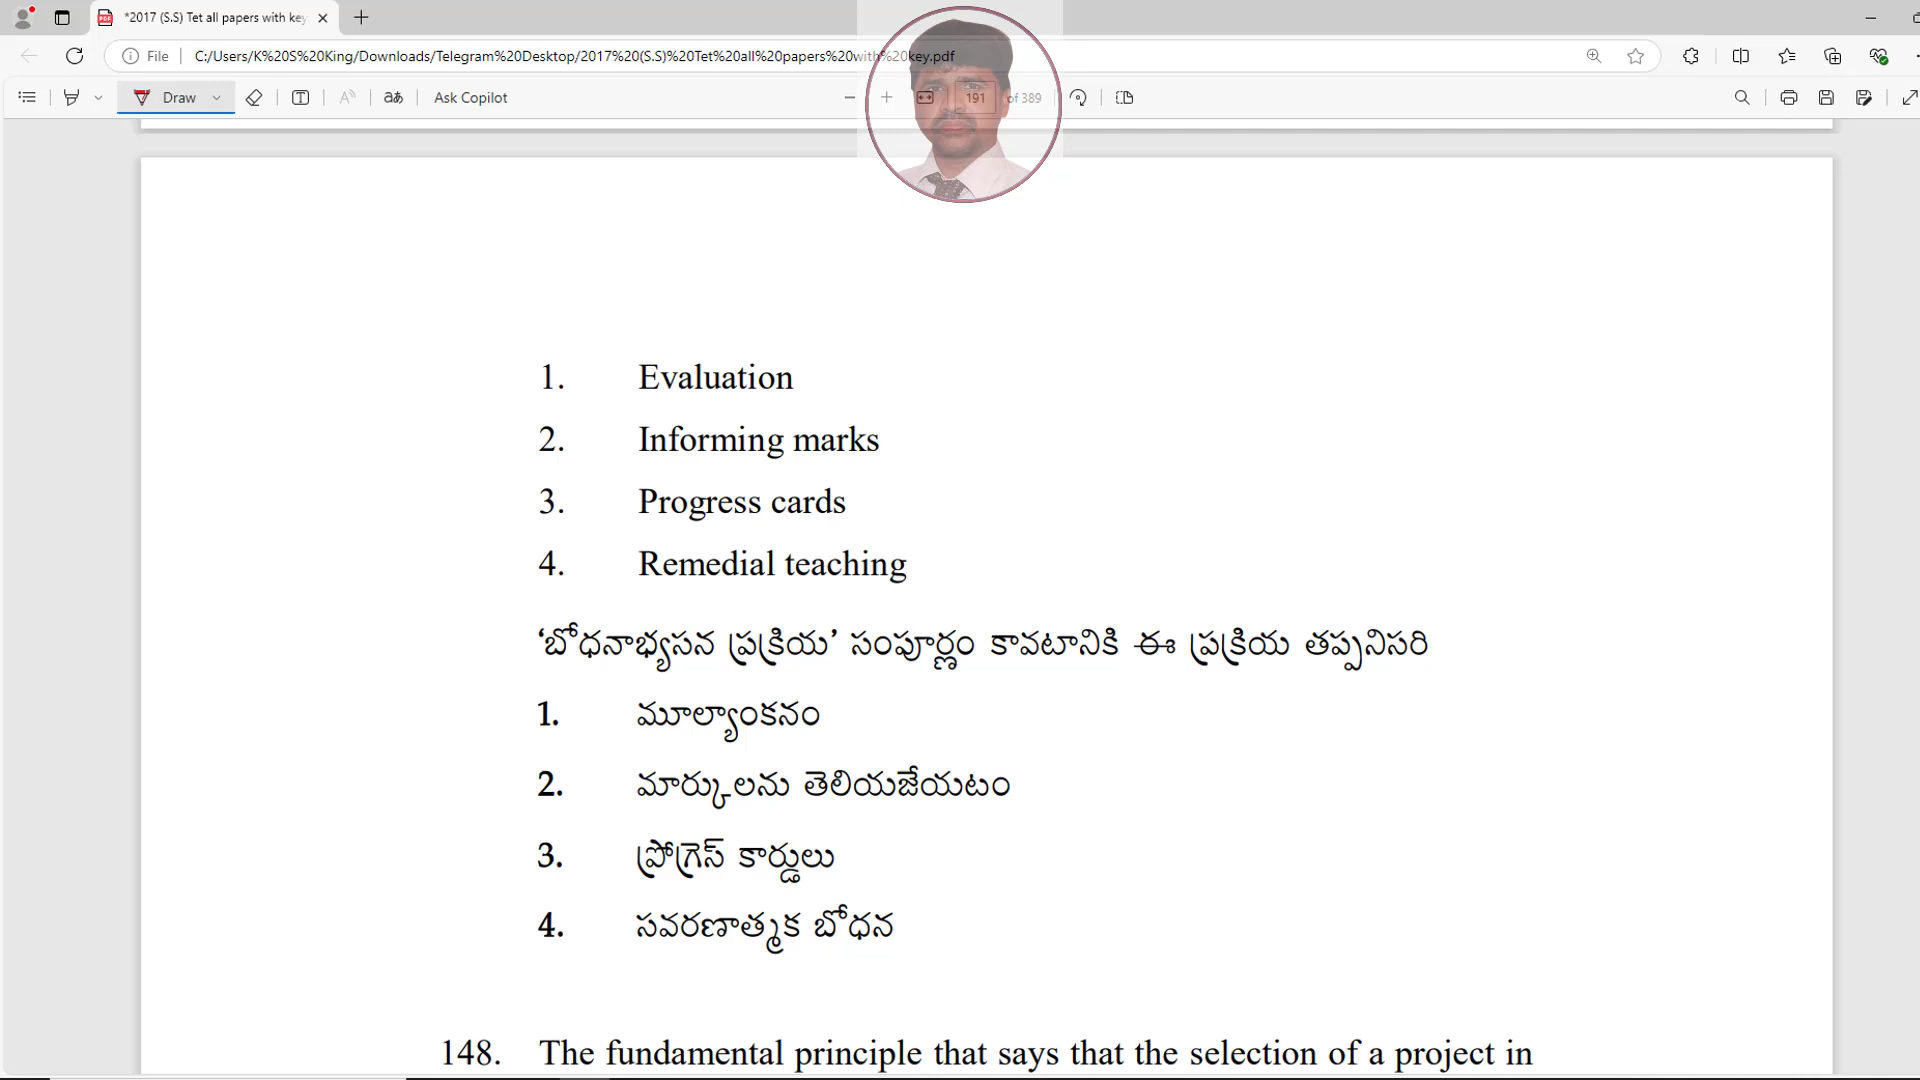 *2017 (S.S) Tet all papers with key
File
C:/Users/K%20S%20King/Downloads/Telegram%20Desktop/2017%20(S.S)%20Tet%20all%20papers%20with%20key.pdf
Draw
aあ
Ask Copilot
191 of 389
1. Evaluation
2. Informing marks
3. Progress cards
4. Remedial teaching
‘బోధనాభ్యసన ప్రక్రియ’ సంపూర్ణం కావటానికి ఈ ప్రక్రియ తప్పనిసరి
1. మూల్యాంకనం
2. మార్కులను తెలియజేయటం
3. ప్రోగ్రెస్ కార్డులు
4. సవరణాత్మక బోధన
148. The fundamental principle that says that the selection of a project in